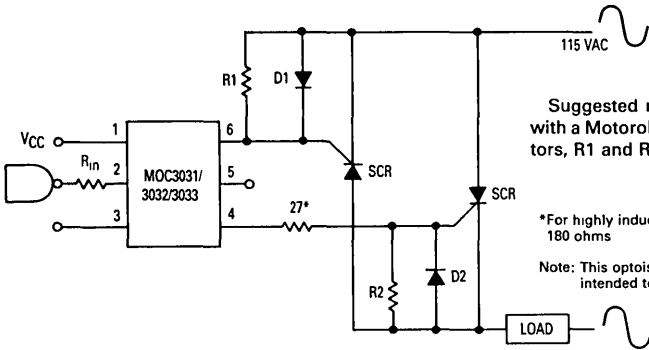 115 VAC
R1
D1
VCC
1
6
Rin
2
MOC3031/
3032/3033
5
SCR
SCR
3
4
27*
R2
D2
LOAD
Suggested
with a Motorol
tors, R1 and R
*For highly induc
180 ohms
Note: This optois
intended to